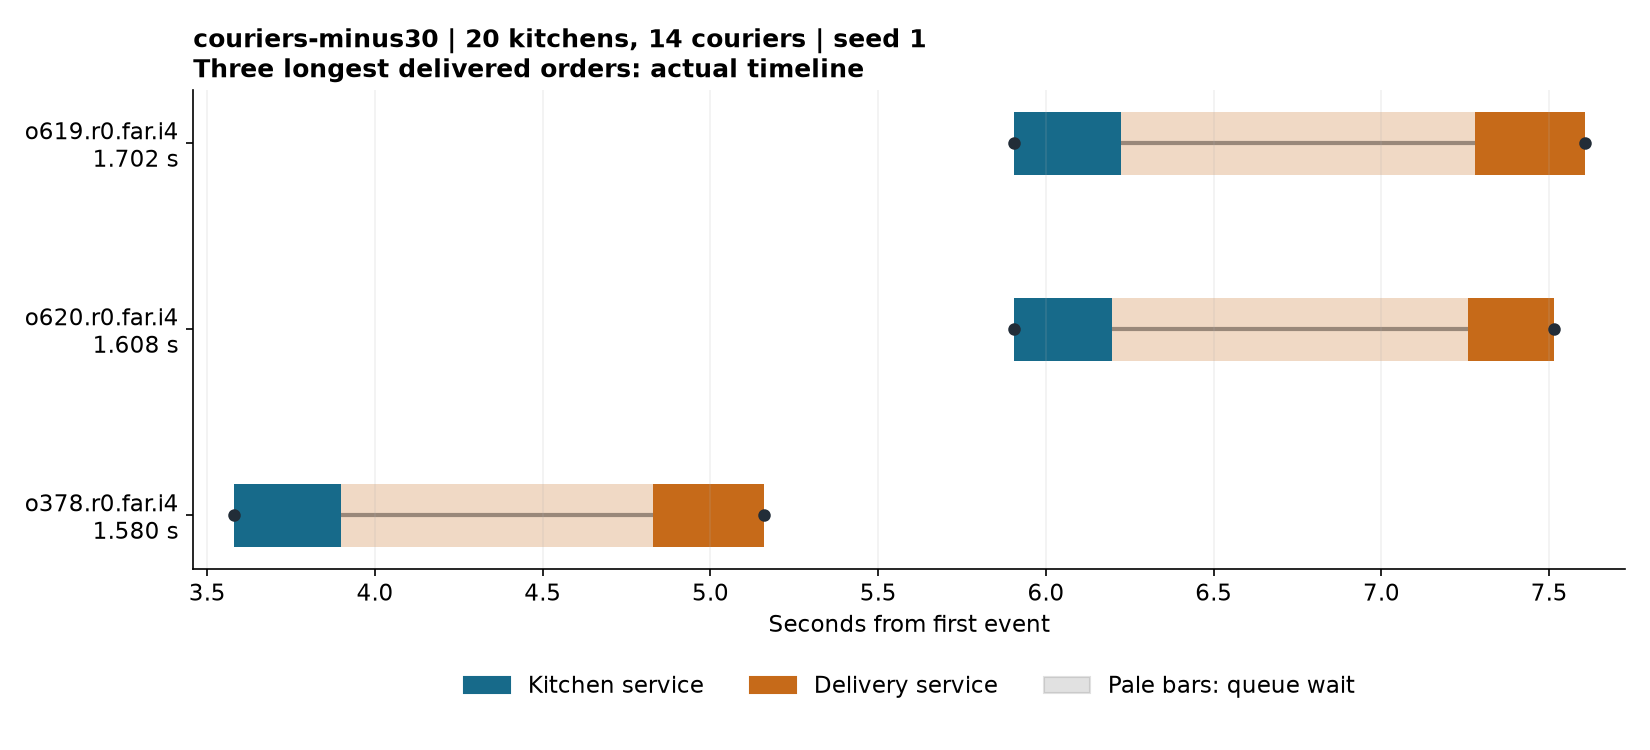 couriers-minus30 | 20 kitchens, 14 couriers | seed 1
Three longest delivered orders: actual timeline
o619.r0.far.i4
1.702 s
o620.r0.far.i4
1.608 s
o378.r0.far.i4
1.580 s
3.5 4.0 4.5 5.0 5.5 6.0 6.5 7.0 7.5
Seconds from first event
Kitchen service Delivery service Pale bars: queue wait